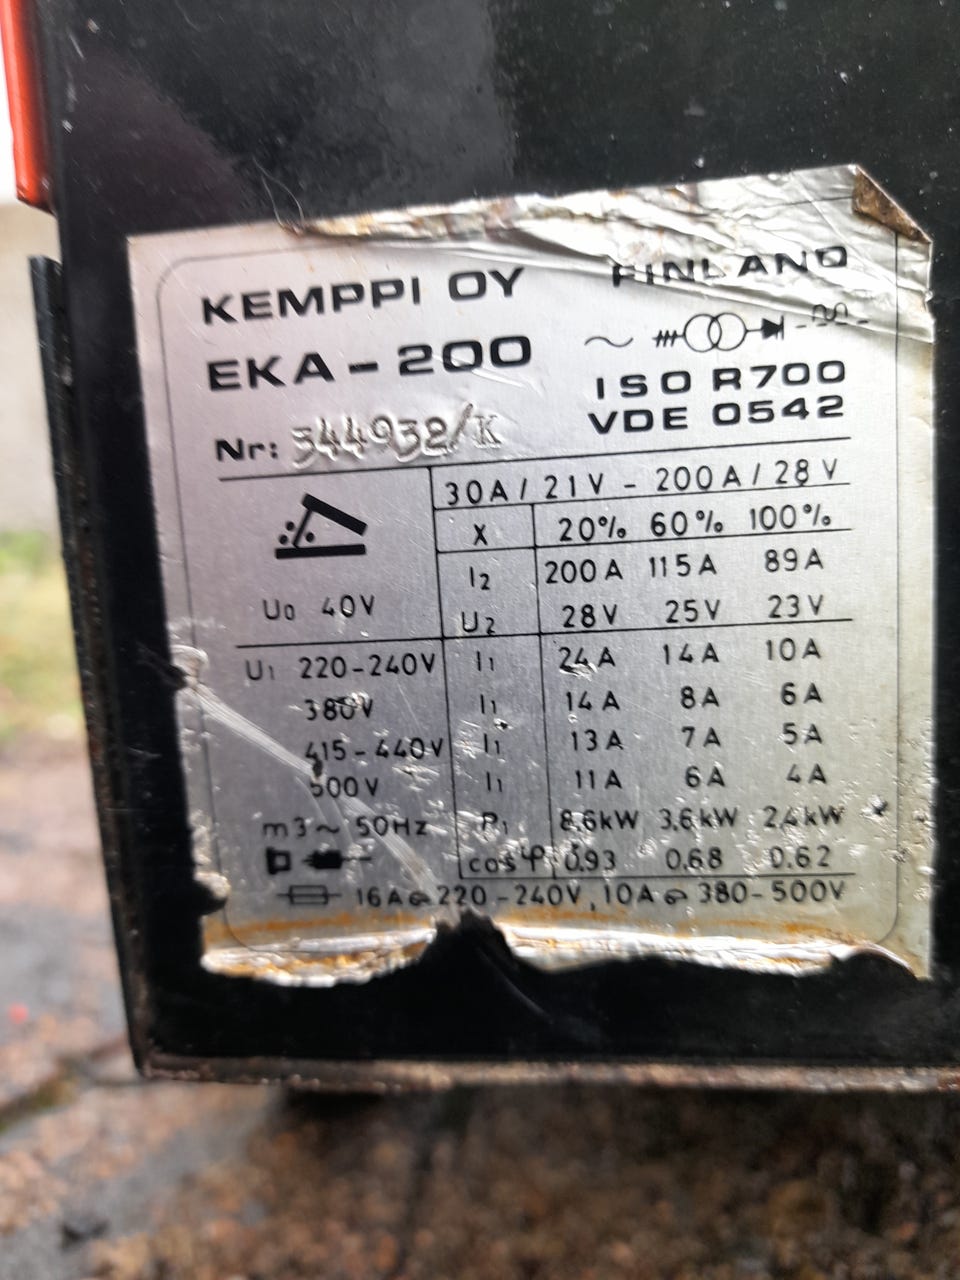 KEMPPI OY FINLAND
EKA-200
ISO R700
VDE 0542
Nr: 344932/K
30A/21V - 200A/28V
X 20% 60% 100%
I2 200A 115A 89A
U0 40V U2 28V 25V 23V
U1 220-240V I1 24A 14A 10A
380V I1 14A 8A 6A
415-440V I1 13A 7A 5A
500V I1 11A 6A 4A
m3~ 50Hz P1 8.6kW 3.6kW 2.4kW
cosφ 0.93 0.68 0.62
16A 220-240V, 10A 380-500V